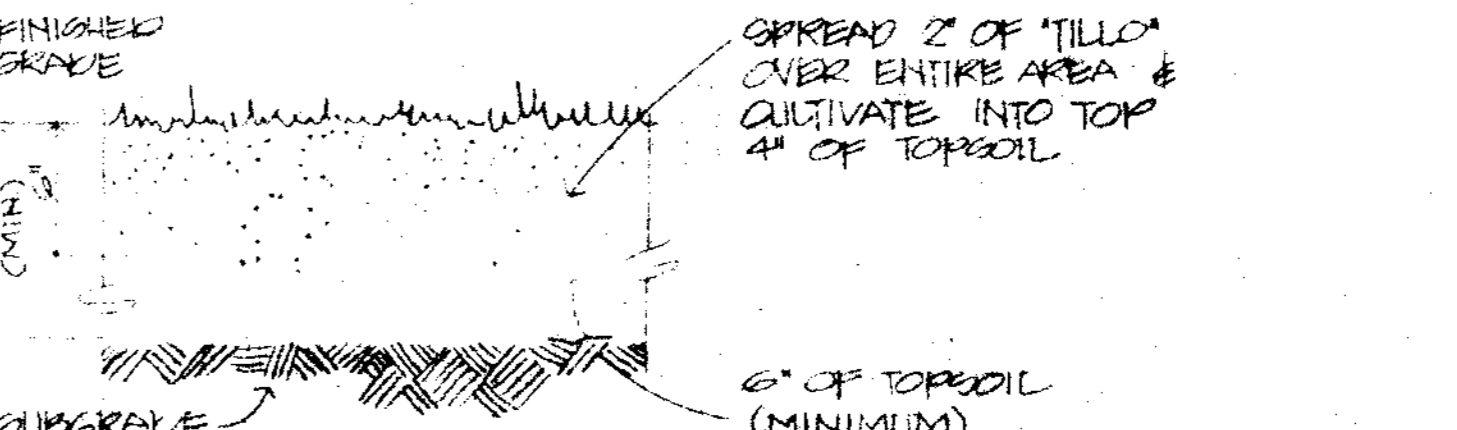 FINISHED
GRADE
SPREAD 2" OF "TILLO"
OVER ENTIRE AREA &
CULTIVATE INTO TOP
4" OF TOPSOIL
(MIN)
6" OF TOPSOIL
(MINIMUM)
SUBGRADE